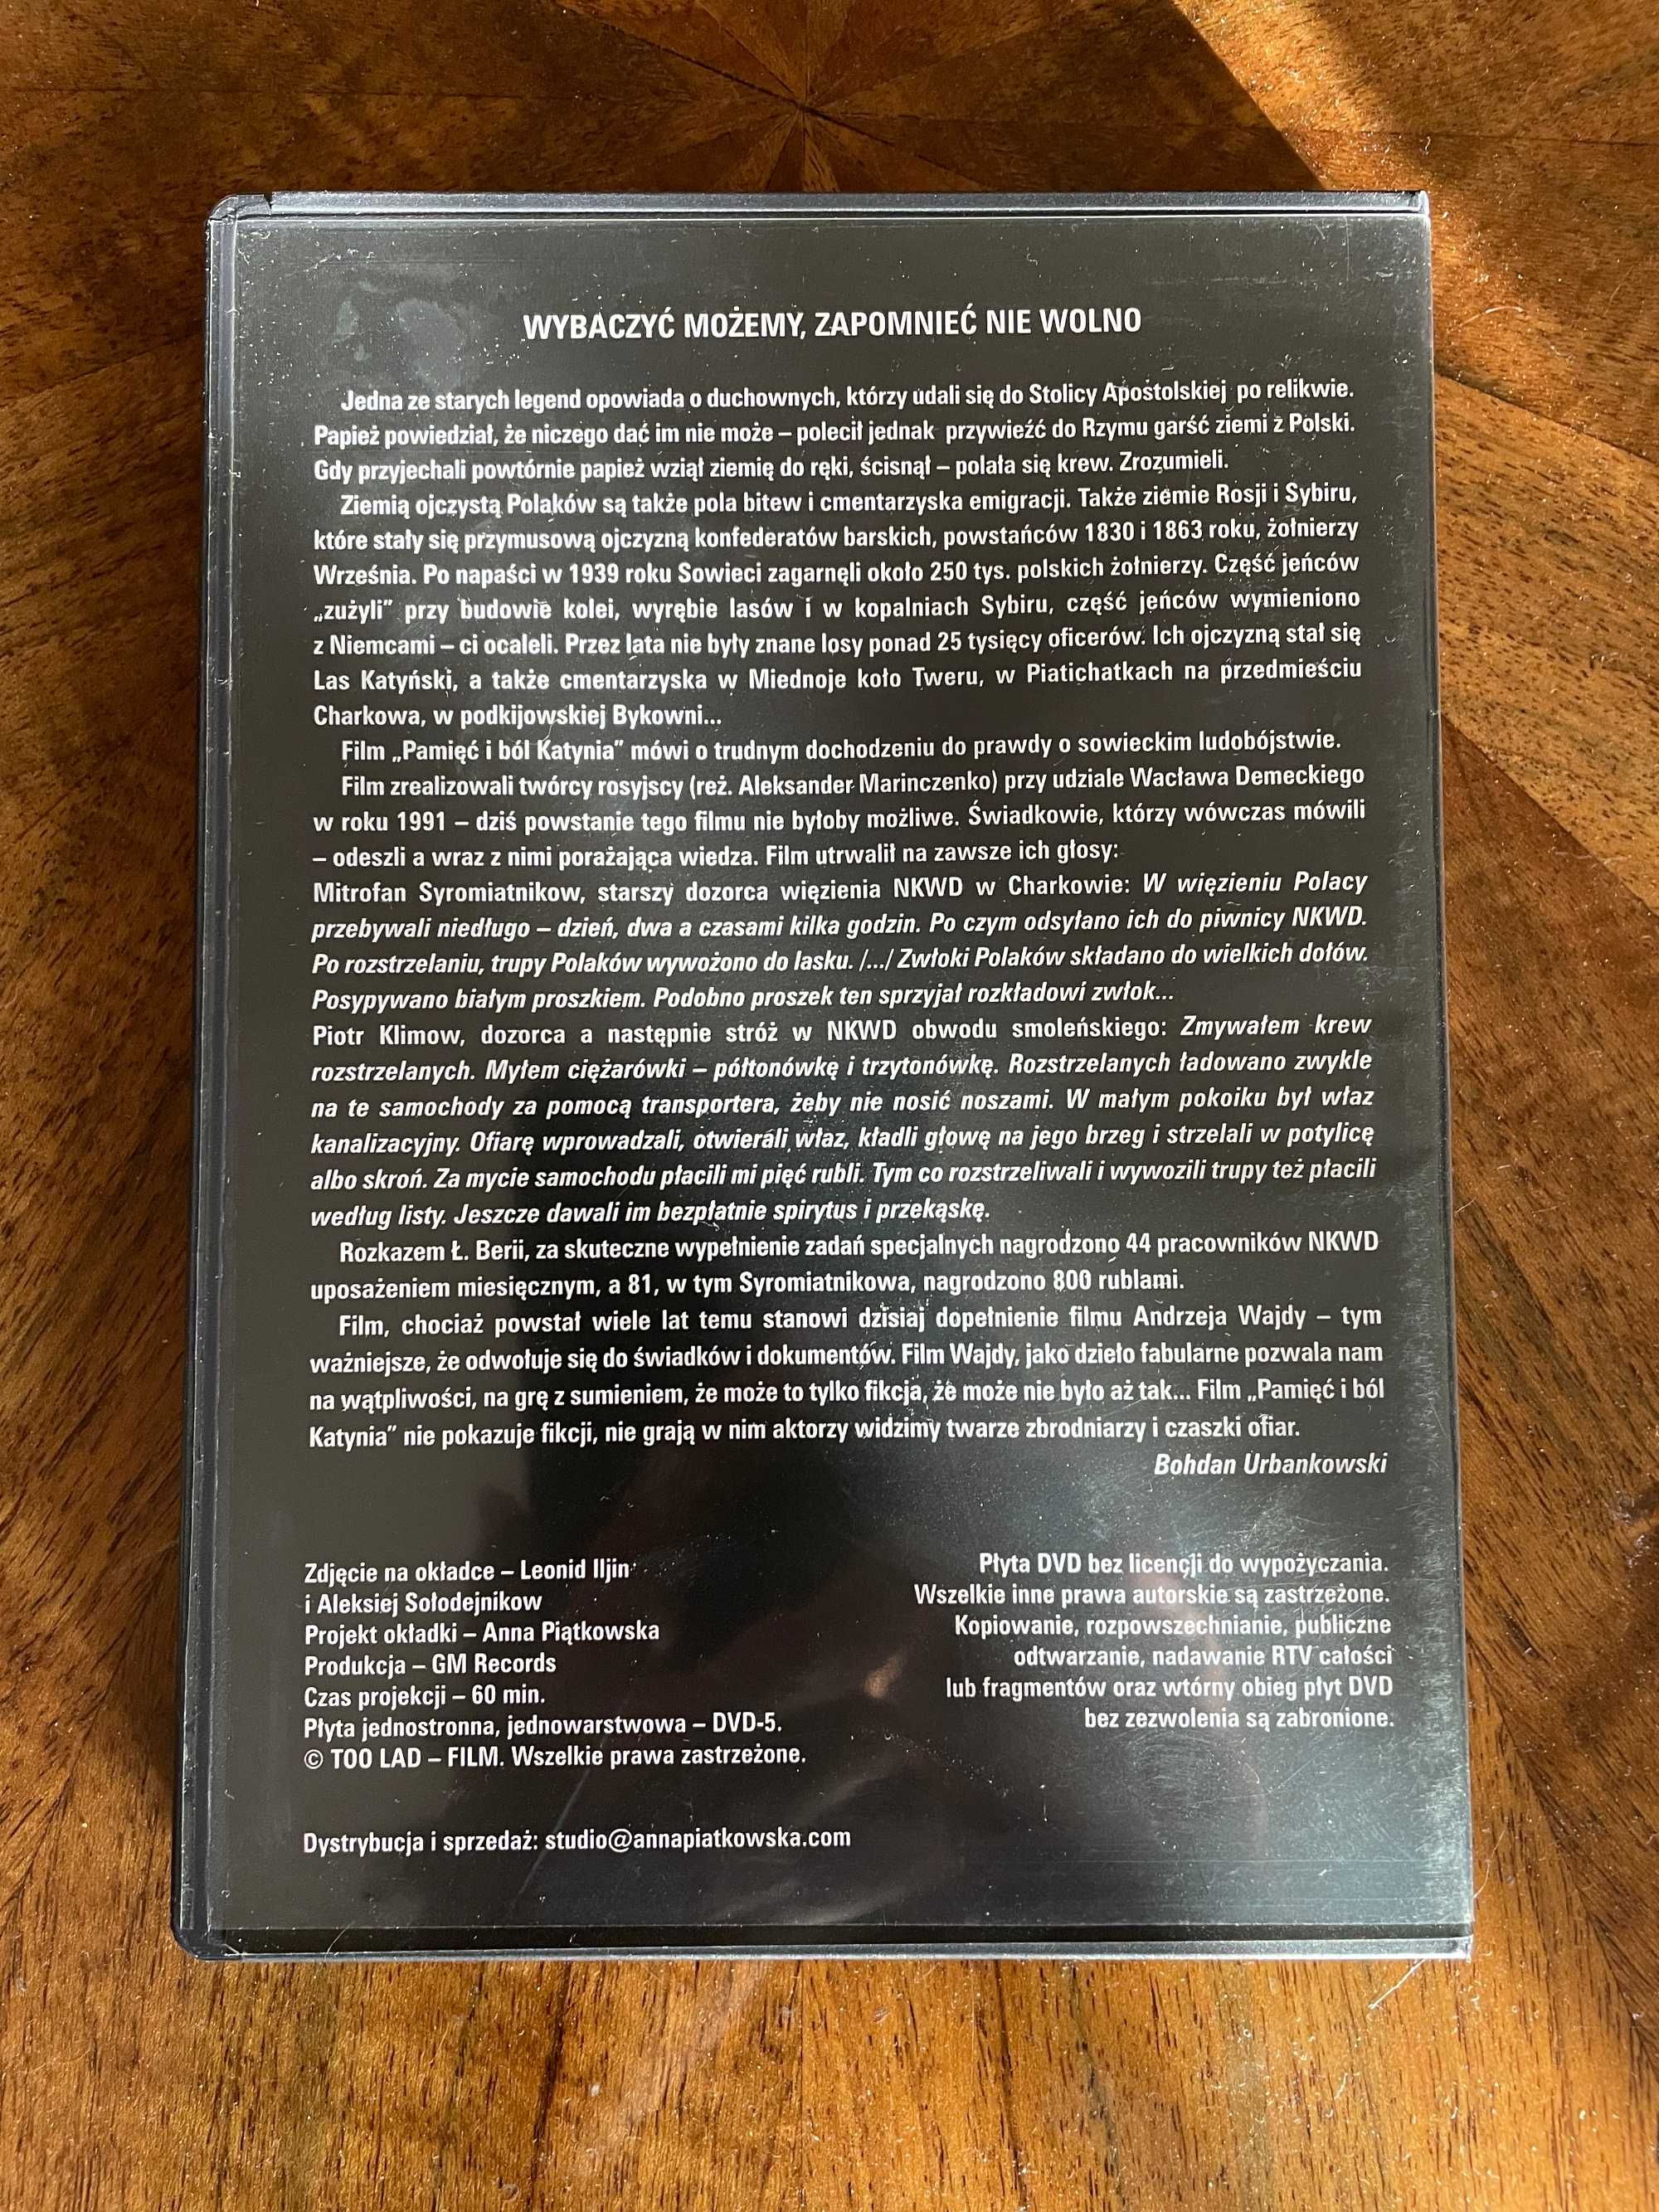 WYBACZYĆ MOŻEMY, ZAPOMNIEĆ NIE WOLNO
Jedna ze starych legend opowiada o duchownych, którzy udali się do Stolicy Apostolskiej po relikwie.
Papież powiedział, że niczego dać im nie może – polecił jednak przywieźć do Rzymu garść ziemi z Polski.
Gdy przyjechali powtórnie papież wziął ziemię do ręki, ścisnął – polała się krew. Zrozumieli.
Ziemią ojczystą Polaków są także pola bitew i cmentarzyska emigracji. Także ziemie Rosji i Sybiru,
które stały się przymusową ojczyzną konfederatów barskich, powstańców 1830 i 1863 roku, żołnierzy
Września. Po napaści w 1939 roku Sowieci zagarnęli około 250 tys. polskich żołnierzy. Część jeńców
„zużyli” przy budowie kolei, wyrębie lasów i w kopalniach Sybiru, część jeńców wymieniono
z Niemcami – ci ocaleli. Przez lata nie były znane losy ponad 25 tysięcy oficerów. Ich ojczyzną stał się
Las Katyński, a także cmentarzyska w Miednoje koło Tweru, w Piatichatkach na przedmieściu
Charkowa, w podkijowskiej Bykowni...
Film „Pamięć i ból Katynia” mówi o trudnym dochodzeniu do prawdy o sowieckim ludobójstwie.
Film zrealizowali twórcy rosyjscy (reż. Aleksander Marinczenko) przy udziale Wacława Demeckiego
w roku 1991 – dziś powstanie tego filmu nie byłoby możliwe. Świadkowie, którzy wówczas mówili
– odeszli a wraz z nimi porażająca wiedza. Film utrwalił na zawsze ich głosy:
Mitrofan Syromiatnikow, starszy dozorca więzienia NKWD w Charkowie: W więzieniu Polacy
przebywali niedługo – dzień, dwa a czasami kilka godzin. Po czym odsyłano ich do piwnicy NKWD.
Po rozstrzelaniu, trupy Polaków wywożono do lasku. /.../ Zwłoki Polaków składano do wielkich dołów.
Posypywano białym proszkiem. Podobno proszek ten sprzyjał rozkładowi zwłok...
Piotr Klimow, dozorca a następnie stróż w NKWD obwodu smoleńskiego: Zmywałem krew
rozstrzelanych. Myłem ciężarówki – półtonówkę i trzytonówkę. Rozstrzelanych ładowano zwykle
na te samochody za pomocą transportera, żeby nie nosić noszami. W małym pokoiku był właz
kanalizacyjny. Ofiarę wprowadzali, otwierali właz, kładli głowę na jego brzeg i strzelali w potylicę
albo skroń. Za mycie samochodu płacili mi pięć rubli. Tym co rozstrzeliwali i wywozili trupy też płacili
według listy. Jeszcze dawali im bezpłatnie spirytus i przekąskę.
Rozkazem Ł. Berii, za skuteczne wypełnienie zadań specjalnych nagrodzono 44 pracowników NKWD
uposażeniem miesięcznym, a 81, w tym Syromiatnikowa, nagrodzono 800 rublami.
Film, chociaż powstał wiele lat temu stanowi dzisiaj dopełnienie filmu Andrzeja Wajdy – tym
ważniejsze, że odwołuje się do świadków i dokumentów. Film Wajdy, jako dzieło fabularne pozwala nam
na wątpliwości, na grę z sumieniem, że może to tylko fikcja, że może nie było aż tak... Film „Pamięć i ból
Katynia” nie pokazuje fikcji, nie grają w nim aktorzy widzimy twarze zbrodniarzy i czaszki ofiar.
Bohdan Urbankowski
Zdjęcie na okładce – Leonid Iljin
i Aleksiej Sołodejnikow
Projekt okładki – Anna Piątkowska
Produkcja – GM Records
Czas projekcji – 60 min.
Płyta jednostronna, jednowarstwowa – DVD-5.
© TOO LAD – FILM. Wszelkie prawa zastrzeżone.
Płyta DVD bez licencji do wypożyczania.
Wszelkie inne prawa autorskie są zastrzeżone.
Kopiowanie, rozpowszechnianie, publiczne
odtwarzanie, nadawanie RTV całości
lub fragmentów oraz wtórny obieg płyt DVD
bez zezwolenia są zabronione.
Dystrybucja i sprzedaż: studio@annapiatkowska.com